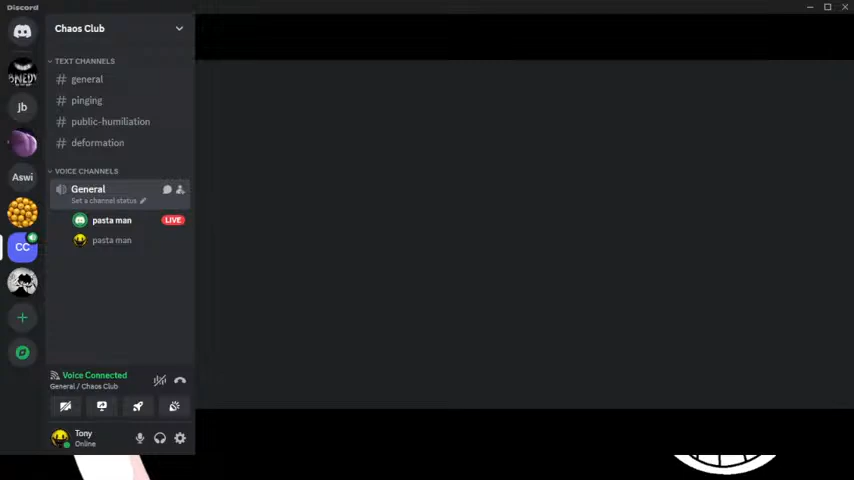 Discord
Chaos Club
TEXT CHANNELS
# general
# pinging
# public-humiliation
# deformation
VOICE CHANNELS
General
Set a channel status
pasta man LIVE
pasta man
Jb
Aswi
CC
Voice Connected
General / Chaos Club
Tony
Online